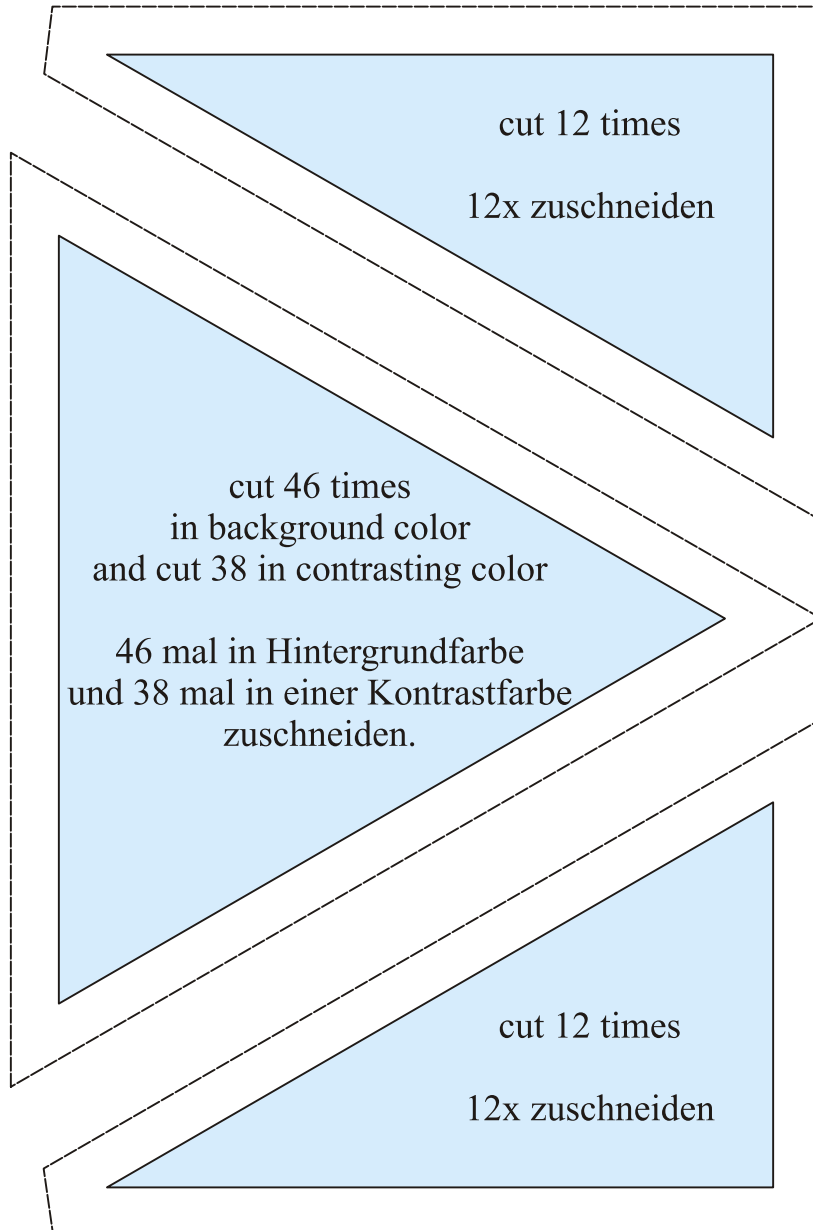 cut 12 times
12x zuschneiden
cut 46 times
in background color
and cut 38 in contrasting color
46 mal in Hintergrundfarbe
und 38 mal in einer Kontrastfarbe
zuschneiden.
cut 12 times
12x zuschneiden